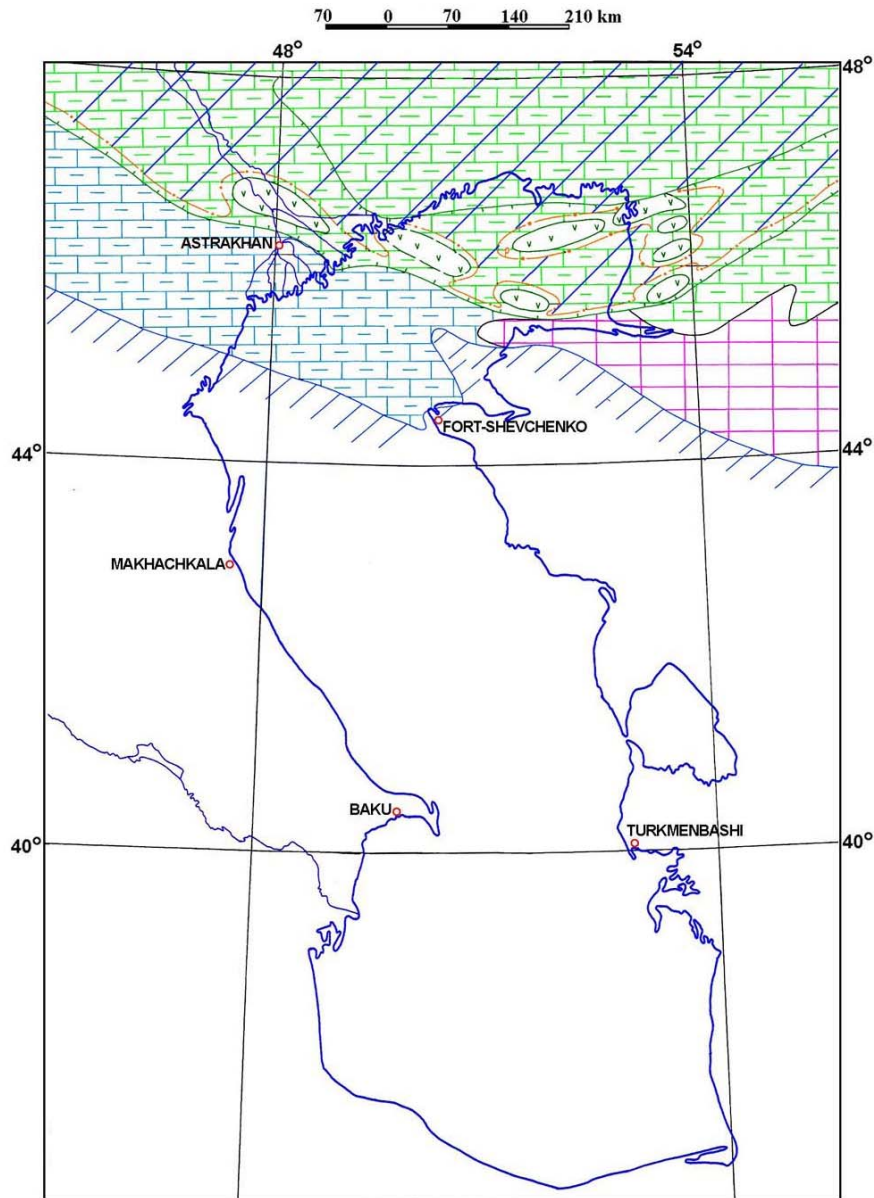 70 0 70 140 210 km
48° 54°
48°
ASTRAKHAN
FORT-SHEVCHENKO
44° 44°
MAKHACHKALA
BAKU
TURKMENBASHI
40° 40°